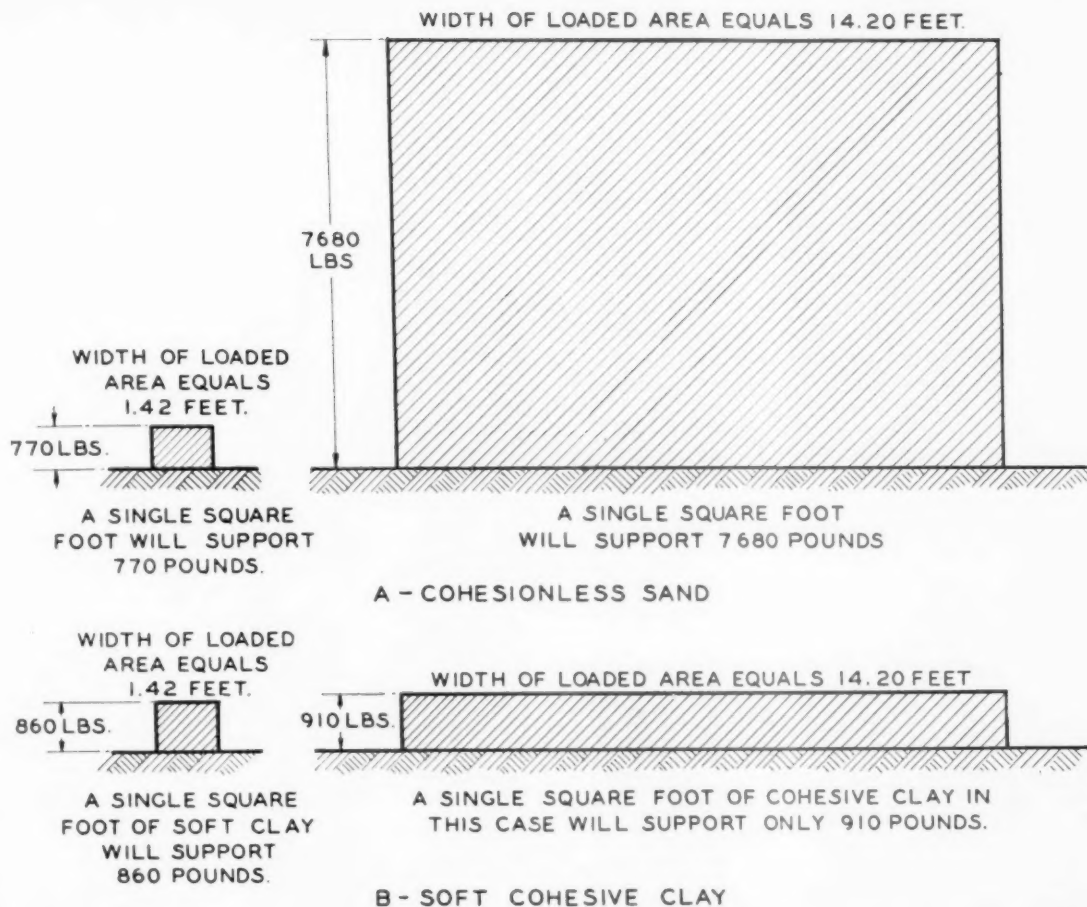 WIDTH OF LOADED AREA EQUALS 14.20 FEET.
7680
LBS
WIDTH OF LOADED
AREA EQUALS
1.42 FEET.
770 LBS.
A SINGLE SQUARE
FOOT WILL SUPPORT
770 POUNDS.
A SINGLE SQUARE FOOT
WILL SUPPORT 7680 POUNDS
A - COHESIONLESS SAND
WIDTH OF LOADED
AREA EQUALS
1.42 FEET.
860 LBS.
WIDTH OF LOADED AREA EQUALS 14.20 FEET
910 LBS.
A SINGLE SQUARE
FOOT OF SOFT CLAY
WILL SUPPORT
860 POUNDS.
A SINGLE SQUARE FOOT OF COHESIVE CLAY IN
THIS CASE WILL SUPPORT ONLY 910 POUNDS.
B - SOFT COHESIVE CLAY